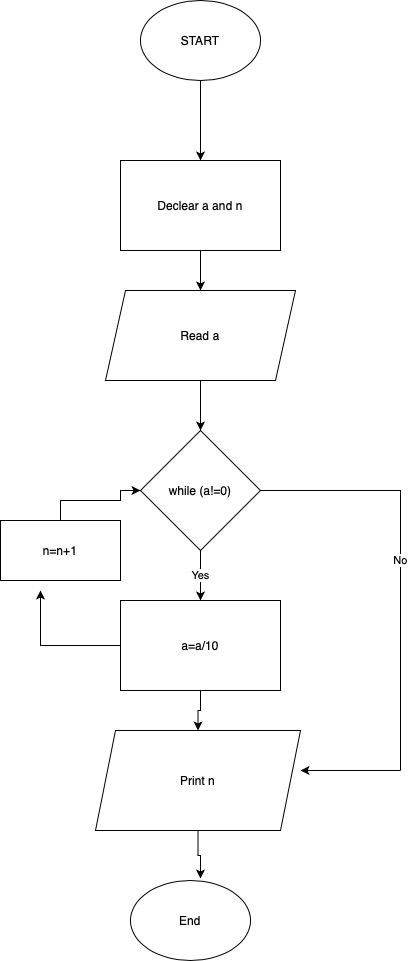 START
Declear a and n
Read a
while (a!=0)
n=n+1
No
Yes
a=a/10
Print n
End